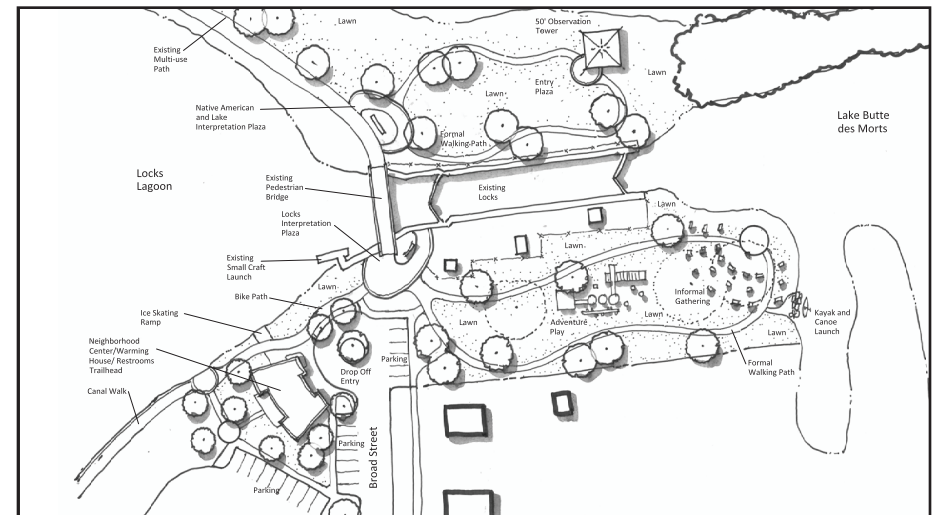 Lawn
50' Observation
Tower
Existing
Multi-use
Path
Lawn
Entry
Plaza
Lawn
Native American
and Lake
Interpretation Plaza
Lake Butte
des Morts
Formal
Walking Path
Locks
Lagoon
Existing
Pedestrian
Bridge
Existing
Locks
Lawn
Locks
Interpretation
Plaza
Lawn
Existing
Small Craft
Launch
Lawn
Bike Path
Informal
Gathering
Ice Skating
Ramp
Lawn
Adventure
Play
Lawn
Kayak and
Canoe
Launch
Lawn
Neighborhood
Center/Warming
House/ Restrooms
Trailhead
Parking
Drop Off
Entry
Formal
Walking Path
Canal Walk
Parking
Broad Street
Parking